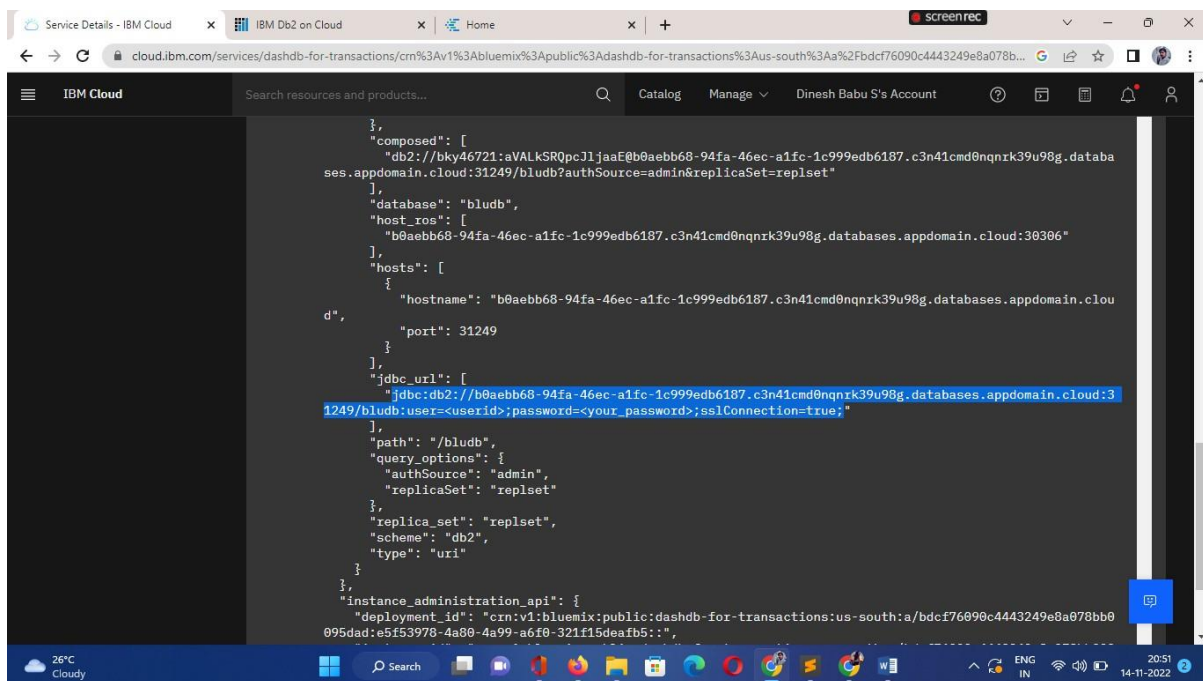 Service Details - IBM Cloud
IBM Db2 on Cloud
Home
screenrec
cloud.ibm.com/services/dashdb-for-transactions/crn%3Av1%3Abluemix%3Apublic%3Adashdb-for-transactions%3Aus-south%3Aa%2Fbdcf76090c4443249e8a078b...
IBM Cloud
Search resources and products...
Catalog
Manage
Dinesh Babu S's Account
},
"composed": [
"db2://bky46721:aVALkSRQpcJljaaE@b0aebb68-94fa-46ec-a1fc-1c999edb6187.c3n41cmd0nqnrk39u98g.databa
ses.appdomain.cloud:31249/bludb?authSource=admin&replicaSet=replset"
],
"database": "bludb",
"host_ros": [
"b0aebb68-94fa-46ec-a1fc-1c999edb6187.c3n41cmd0nqnrk39u98g.databases.appdomain.cloud:30306"
],
"hosts": [
{
"hostname": "b0aebb68-94fa-46ec-a1fc-1c999edb6187.c3n41cmd0nqnrk39u98g.databases.appdomain.clou
d",
"port": 31249
}
],
"jdbc_url": [
"jdbc:db2://b0aebb68-94fa-46ec-a1fc-1c999edb6187.c3n41cmd0nqnrk39u98g.databases.appdomain.cloud:3
1249/bludb:user=<userid>;password=<your_password>;sslConnection=true;"
],
"path": "/bludb",
"query_options": {
"authSource": "admin",
"replicaSet": "replset"
},
"replica_set": "replset",
"scheme": "db2",
"type": "uri"
}
},
"instance_administration_api": {
"deployment_id": "crn:v1:bluemix:public:dashdb-for-transactions:us-south:a/bdcf76090c4443249e8a078bb0
095dad:e5f53978-4a80-4a99-a6f0-321f15deafb5::",
26°C
Cloudy
Search
ENG
IN
20:51
14-11-2022
2